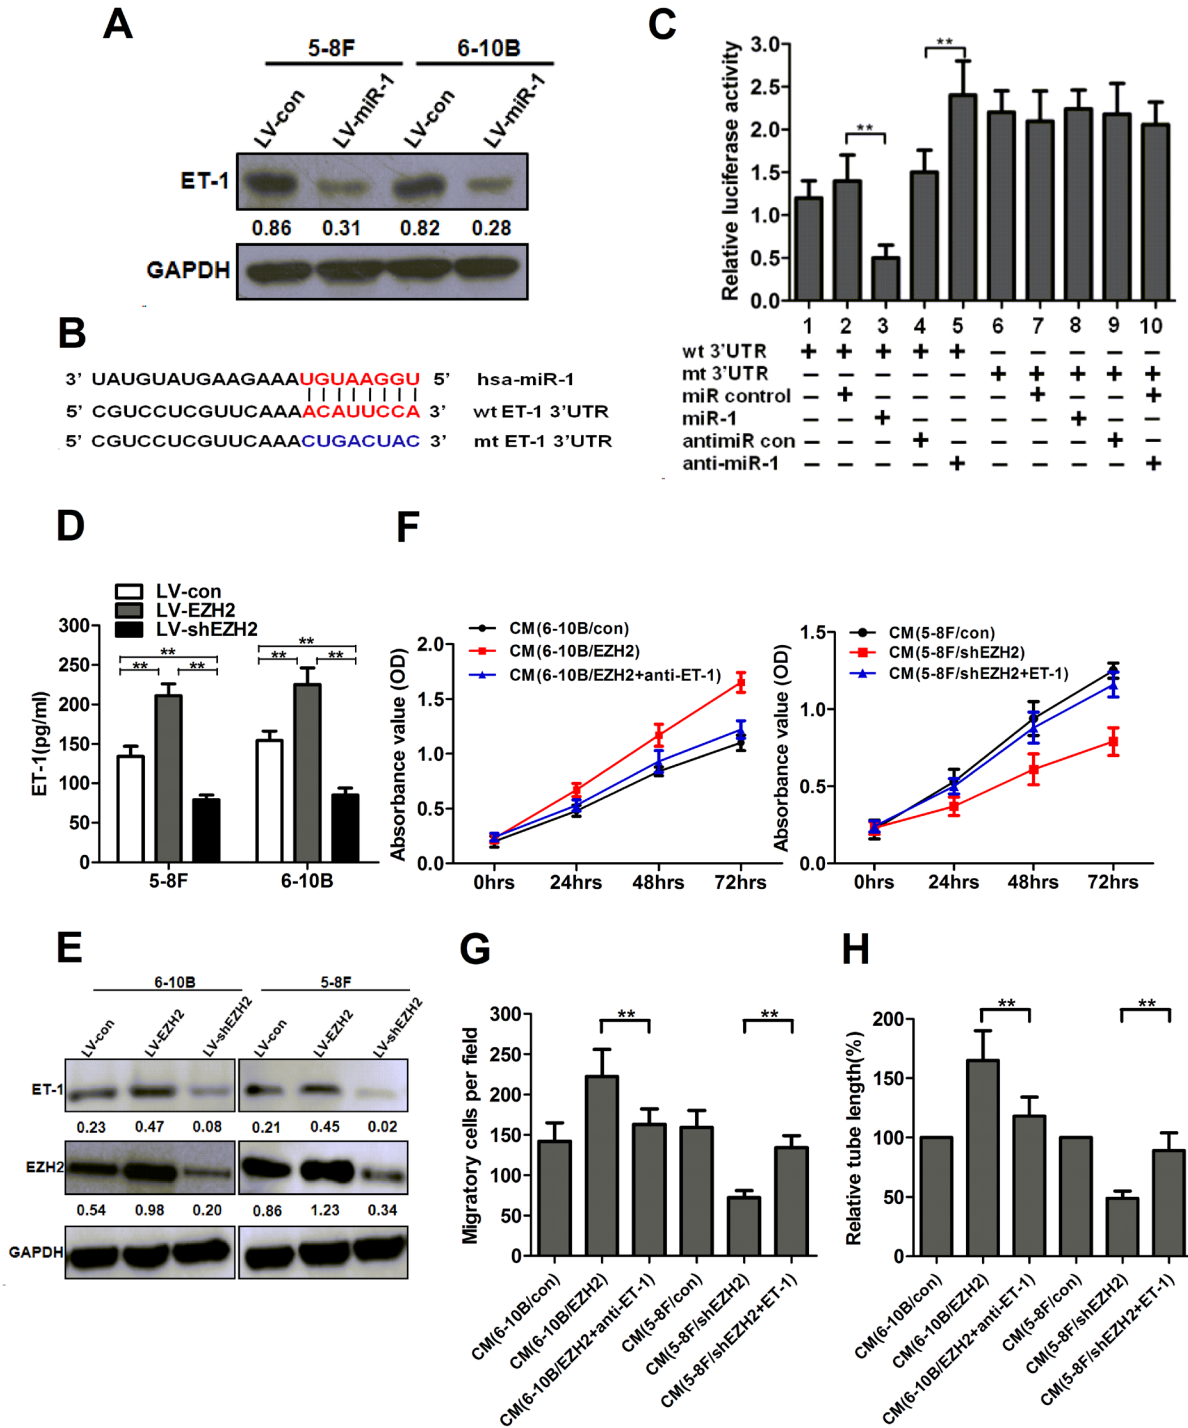 A
5-8F 6-10B
LV-con LV-miR-1 LV-con LV-miR-1
ET-1
0.86 0.31 0.82 0.28
GAPDH
B
3' UAUGUAUGAAGAAAUGUAAGGU 5' hsa-miR-1
5' CGUCCUCGUUCAAAACAUUCCA 3' wt ET-1 3'UTR
5' CGUCCUCGUUCAAACUGACUAC 3' mt ET-1 3'UTR
C
Relative luciferase activity
3.0
2.5
2.0
1.5
1.0
0.5
0.0
** **
1 2 3 4 5 6 7 8 9 10
wt 3'UTR + + + + + − − − − −
mt 3'UTR − − − − − + + + + +
miR control − + − − − − + − − +
miR-1 − − + − − − − + − −
antimiR con − − − + − − − − + −
anti-miR-1 − − − − + − − − − +
D
LV-con
LV-EZH2
LV-shEZH2
ET-1(pg/ml)
300
250
200
150
100
50
0
** ** **
** ** **
5-8F 6-10B
F
CM(6-10B/con)
CM(6-10B/EZH2)
CM(6-10B/EZH2+anti-ET-1)
Absorbance value (OD)
2.0
1.5
1.0
0.5
0.0
0hrs 24hrs 48hrs 72hrs
CM(5-8F/con)
CM(5-8F/shEZH2)
CM(5-8F/shEZH2+ET-1)
Absorbance value (OD)
1.5
1.0
0.5
0.0
0hrs 24hrs 48hrs 72hrs
E
6-10B 5-8F
LV-con LV-EZH2 LV-shEZH2 LV-con LV-EZH2 LV-shEZH2
ET-1
0.23 0.47 0.08 0.21 0.45 0.02
EZH2
0.54 0.98 0.20 0.86 1.23 0.34
GAPDH
G
Migratory cells per field
300
250
200
150
100
50
0
** **
CM(6-10B/con)
CM(6-10B/EZH2)
CM(6-10B/EZH2+anti-ET-1)
CM(5-8F/con)
CM(5-8F/shEZH2)
CM(5-8F/shEZH2+ET-1)
H
Relative tube length(%)
200
150
100
50
0
** **
CM(6-10B/con)
CM(6-10B/EZH2)
CM(6-10B/EZH2+anti-ET-1)
CM(5-8F/con)
CM(5-8F/shEZH2)
CM(5-8F/shEZH2+ET-1)